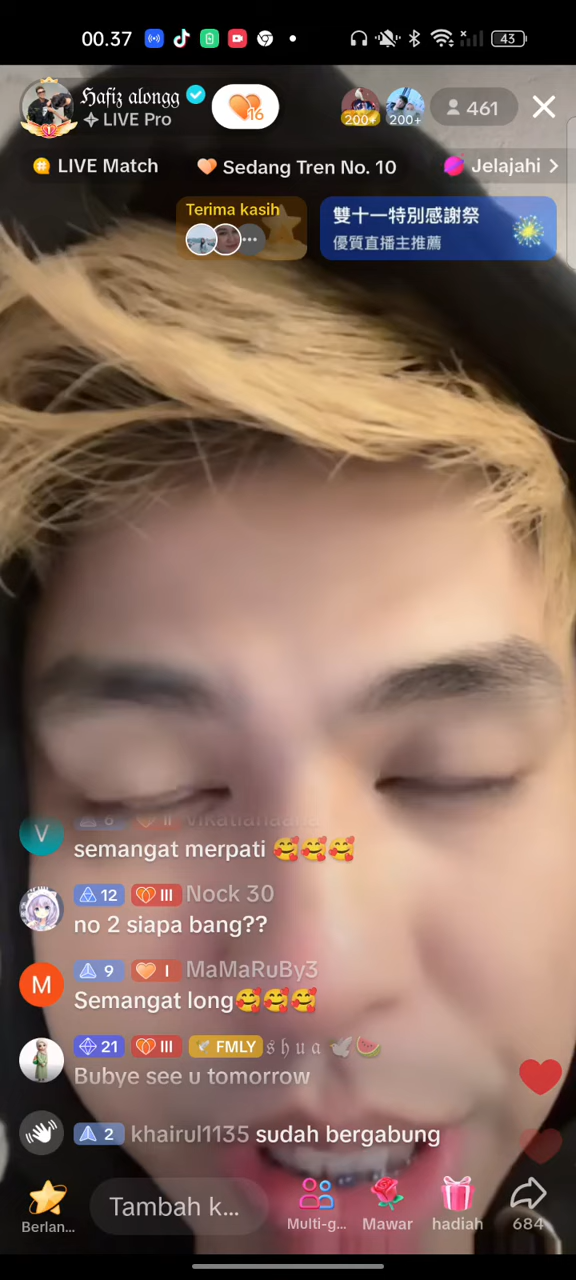 00.37
43
Hafiz alongg
LIVE Pro
16
200+
200+
461
LIVE Match
Sedang Tren No. 10
Jelajahi >
Terima kasih
雙十一特別感謝祭
優質直播主推薦
6 II
semangat merpati 🥰🥰🥰
12 III Nock 30
no 2 siapa bang??
M
9 I MaMaRuBy3
Semangat long🥰🥰🥰
21 III FMLY shua 🕊🍉
Bubye see u tomorrow
2 khairul1135 sudah bergabung
V
Tambah k...
Berlan...
Multi-g...
Mawar
hadiah
684